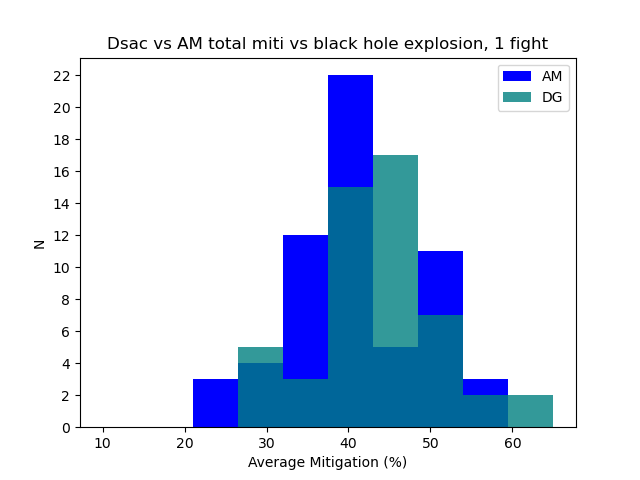 Dsac vs AM total miti vs black hole explosion, 1 fight
AM
DG
22
20
18
16
14
12
10
8
6
4
2
0
N
10 20 30 40 50 60
Average Mitigation (%)